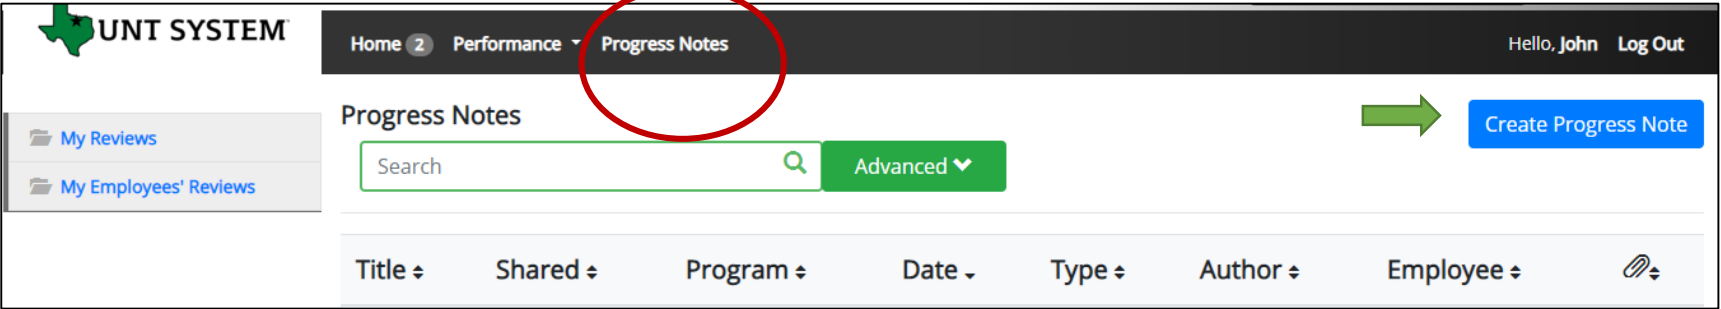 UNT SYSTEM
Home 2 Performance Progress Notes Hello, John Log Out
My Reviews
My Employees' Reviews
Progress Notes
Create Progress Note
Search Advanced
Title Shared Program Date Type Author Employee